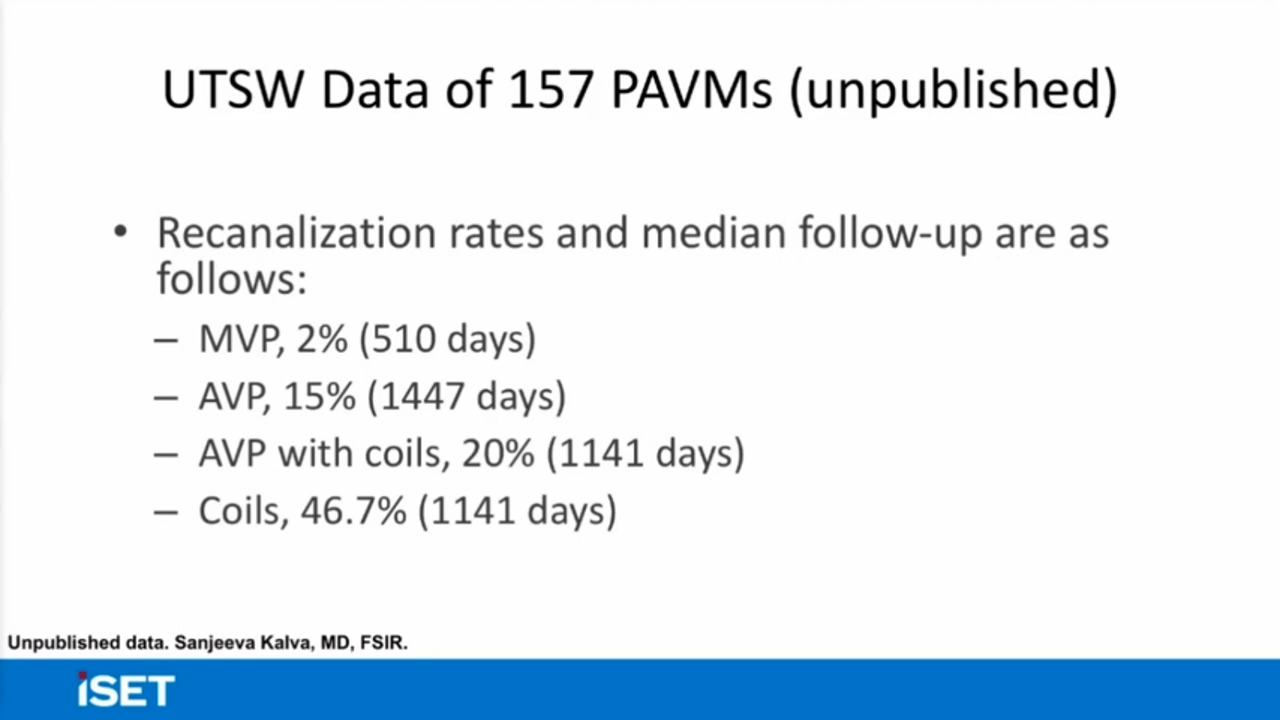 UTSW Data of 157 PAVMs (unpublished)
• Recanalization rates and median follow-up are as
follows:
– MVP, 2% (510 days)
– AVP, 15% (1447 days)
– AVP with coils, 20% (1141 days)
– Coils, 46.7% (1141 days)
Unpublished data. Sanjeeva Kalva, MD, FSIR.
iSET